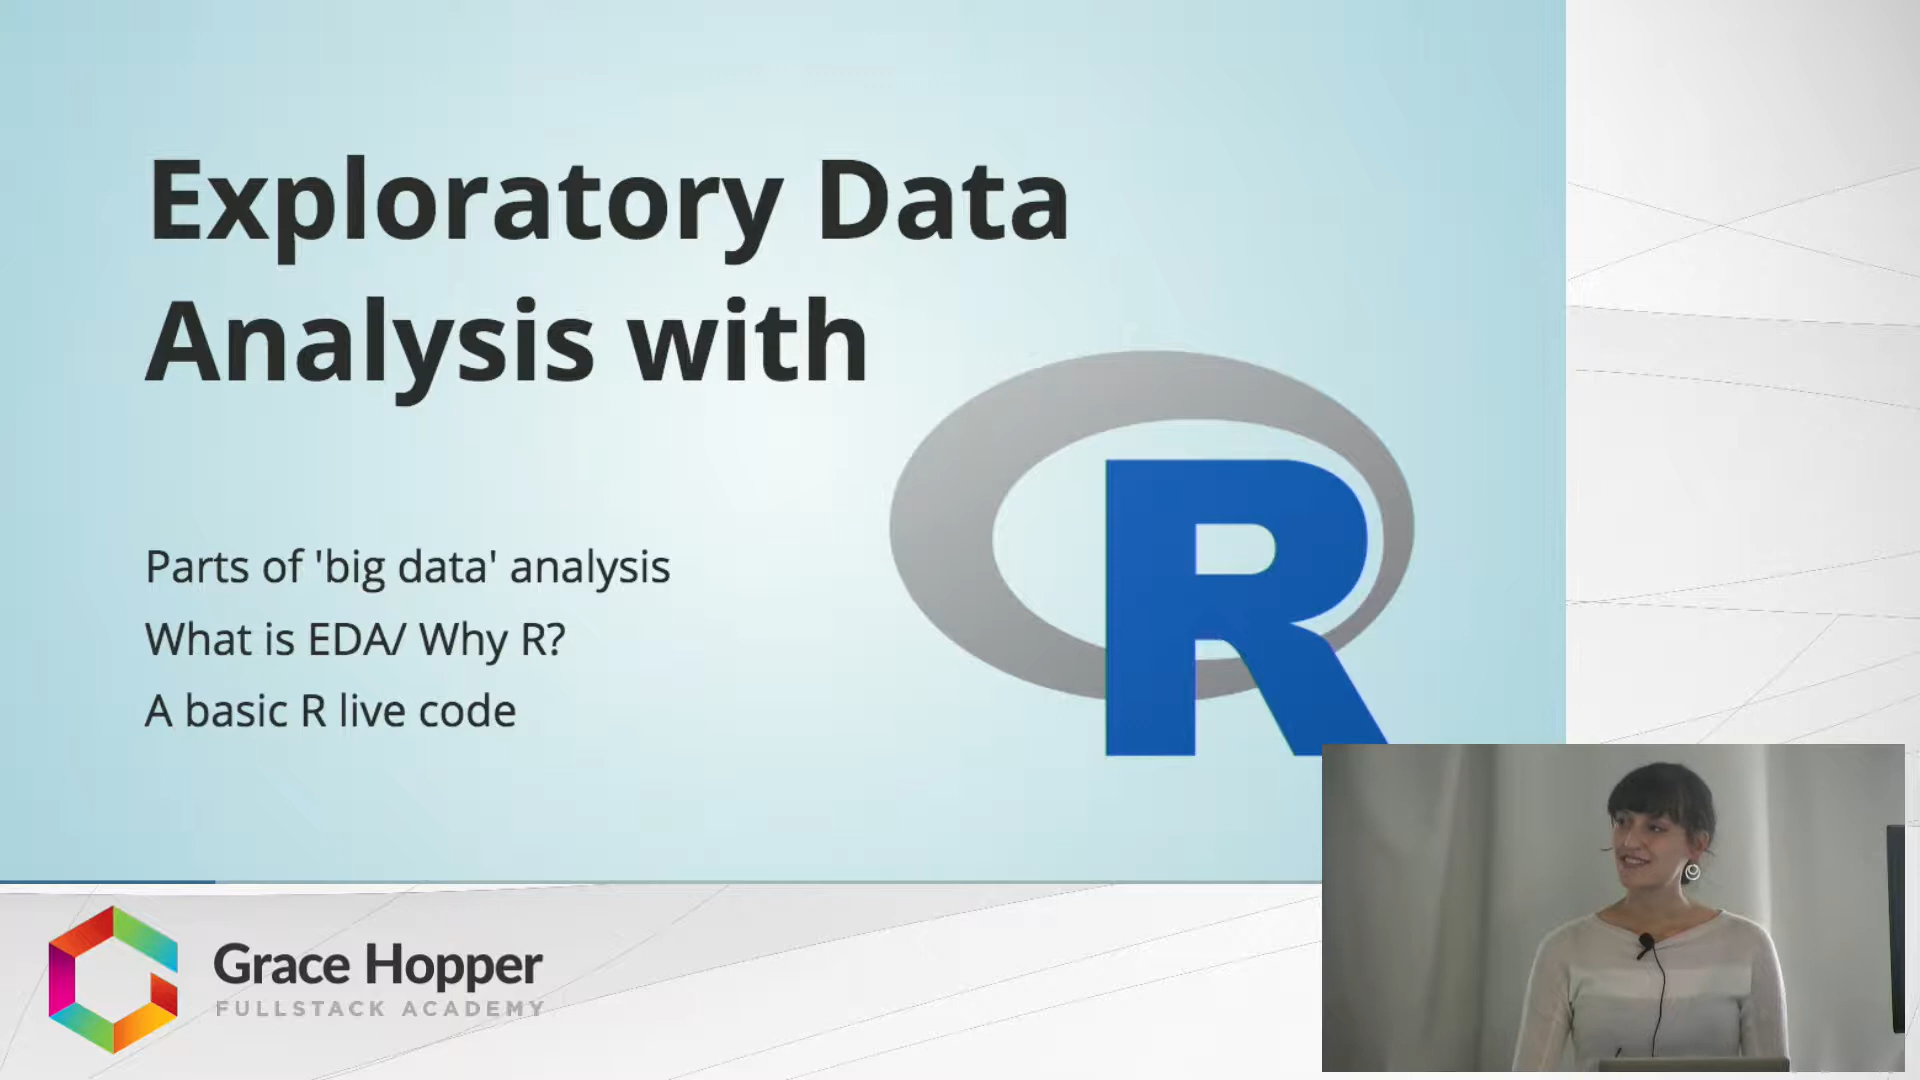 Exploratory Data
Analysis with
R
Parts of 'big data' analysis
What is EDA/ Why R?
A basic R live code
Grace Hopper
FULLSTACK ACADEMY